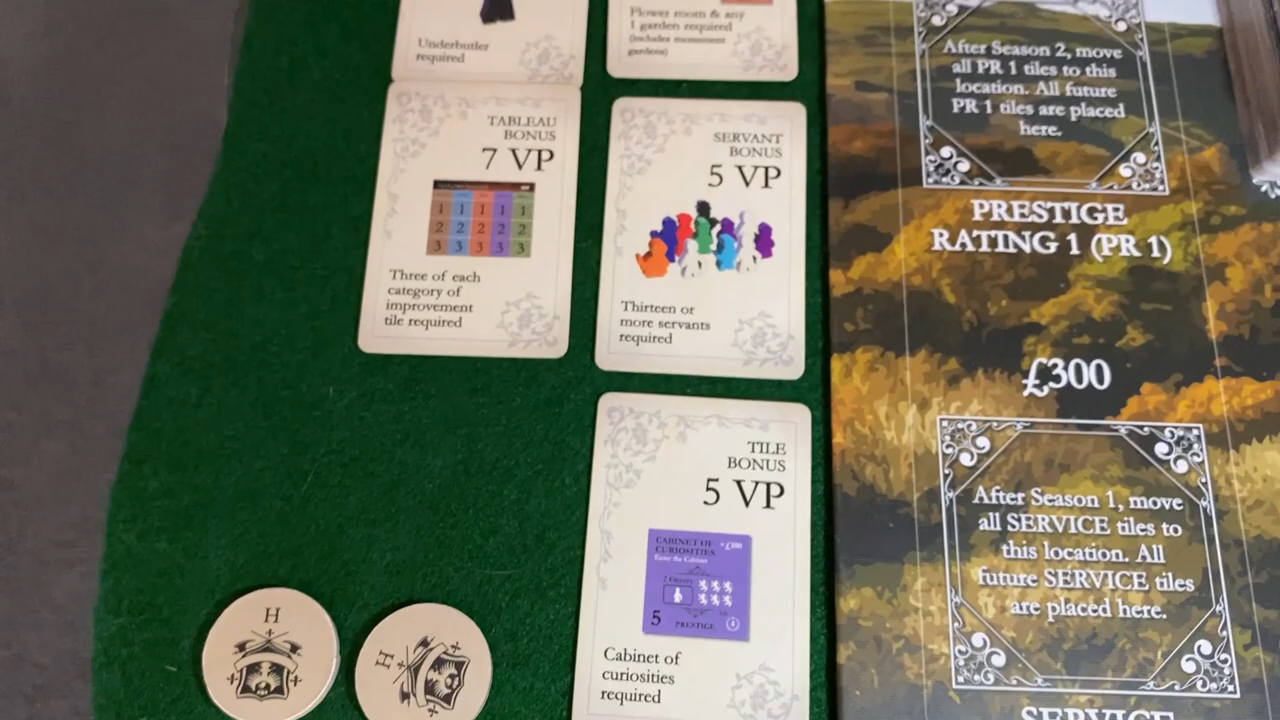 Underbutler
required
Flower room & any
1 garden required
(includes monument
gardens)
TABLEAU
BONUS
7 VP
1 1 1 1 1
2 2 2 2 2
3 3 3 3 3
Three of each
category of
improvement
tile required
SERVANT
BONUS
5 VP
Thirteen or
more servants
required
TILE
BONUS
5 VP
CABINET OF
CURIOSITIES
+£300
5
PRESTIGE
4
Cabinet of
curiosities
required
H
H
After Season 2, move
all PR 1 tiles to this
location. All future
PR 1 tiles are placed
here.
PRESTIGE
RATING 1 (PR 1)
£300
After Season 1, move
all SERVICE tiles to
this location. All
future SERVICE tiles
are placed here.
SERVICE